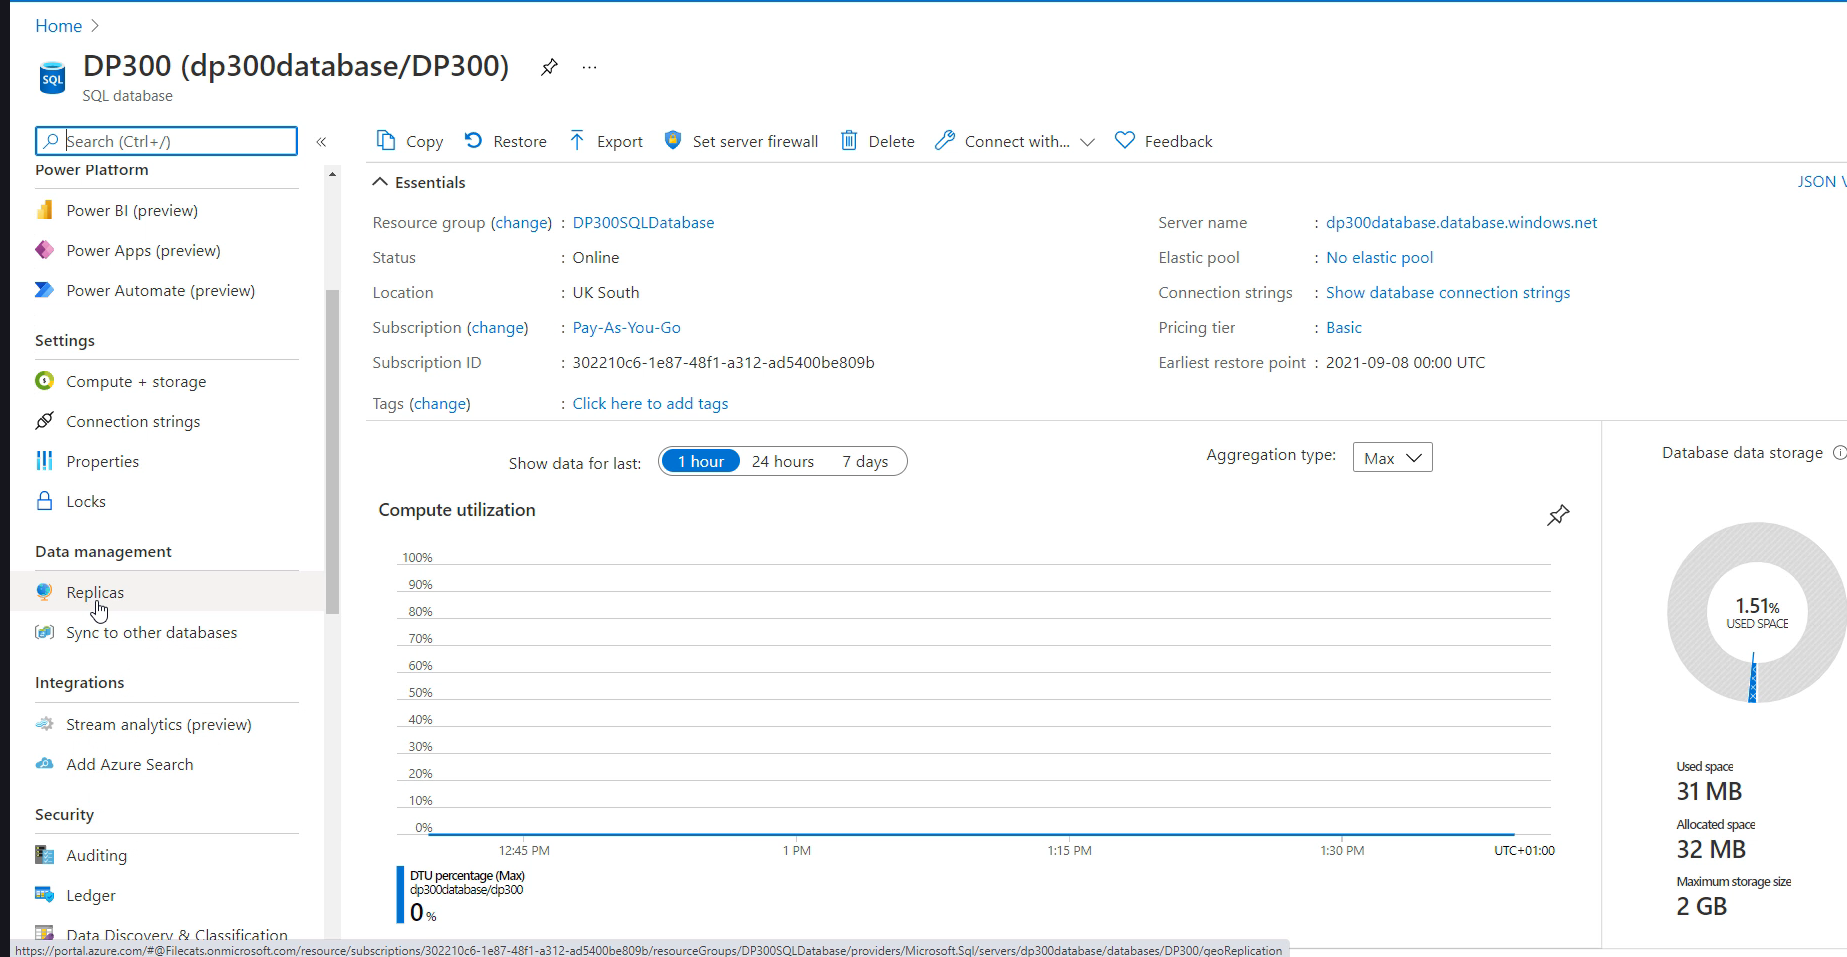 Home
DP300 (dp300database/DP300)
SQL
SQL database
Search (Ctrl+/)
Power Platform
Power BI (preview)
Power Apps (preview)
Power Automate (preview)
Settings
Compute + storage
Connection strings
Properties
Locks
Data management
Replicas
Sync to other databases
Integrations
Stream analytics (preview)
Add Azure Search
Security
Auditing
Ledger
Data Discovery & Classification
Copy Restore Export Set server firewall Delete Connect with... Feedback
Essentials
JSON V
Resource group (change) : DP300SQLDatabase
Status : Online
Location : UK South
Subscription (change) : Pay-As-You-Go
Subscription ID : 302210c6-1e87-48f1-a312-ad5400be809b
Tags (change) : Click here to add tags
Server name : dp300database.database.windows.net
Elastic pool : No elastic pool
Connection strings : Show database connection strings
Pricing tier : Basic
Earliest restore point : 2021-09-08 00:00 UTC
Show data for last: 1 hour 24 hours 7 days
Aggregation type: Max
Compute utilization
100%
90%
80%
70%
60%
50%
40%
30%
20%
10%
0%
12:45 PM 1 PM 1:15 PM 1:30 PM UTC+01:00
DTU percentage (Max)
dp300database/dp300
0 %
Database data storage
1.51%
USED SPACE
Used space
31 MB
Allocated space
32 MB
Maximum storage size
2 GB
https://portal.azure.com/#@Filecats.onmicrosoft.com/resource/subscriptions/302210c6-1e87-48f1-a312-ad5400be809b/resourceGroups/DP300SQLDatabase/providers/Microsoft.Sql/servers/dp300database/databases/DP300/geoReplication